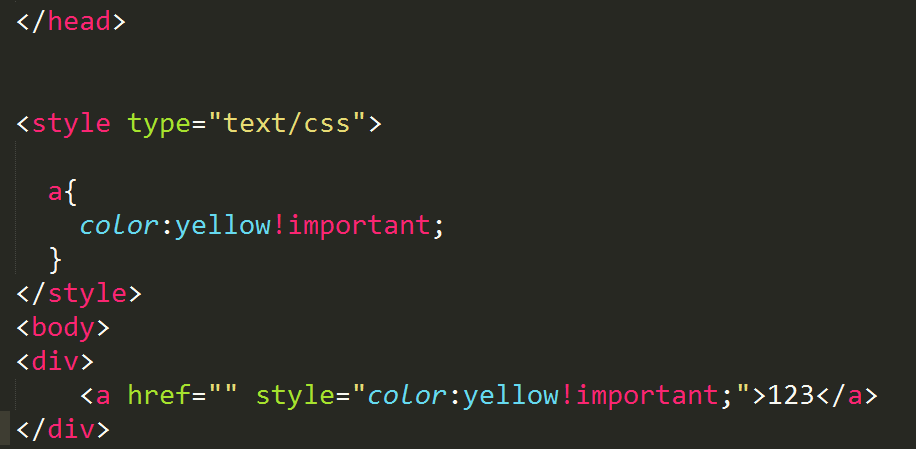 </head>
<style type="text/css">
a{
color:yellow!important;
}
</style>
<body>
<div>
<a href="" style="color:yellow!important;">123</a>
</div>